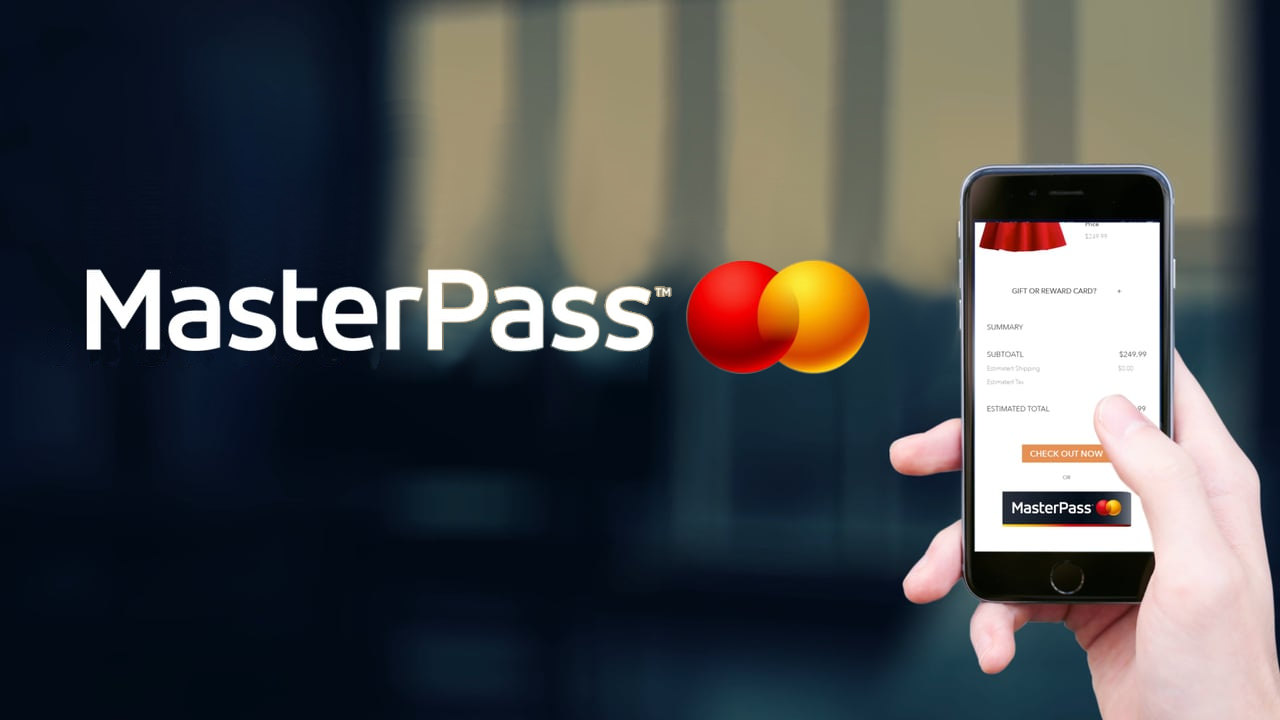 MasterPass™
Price
$249.99
GIFT OR REWARD CARD? +
SUMMARY
SUBTOATL $249.99
Estimated Shipping $0.00
Estimated Tax
ESTIMATED TOTAL 99
CHECK OUT NOW
OR
MasterPass